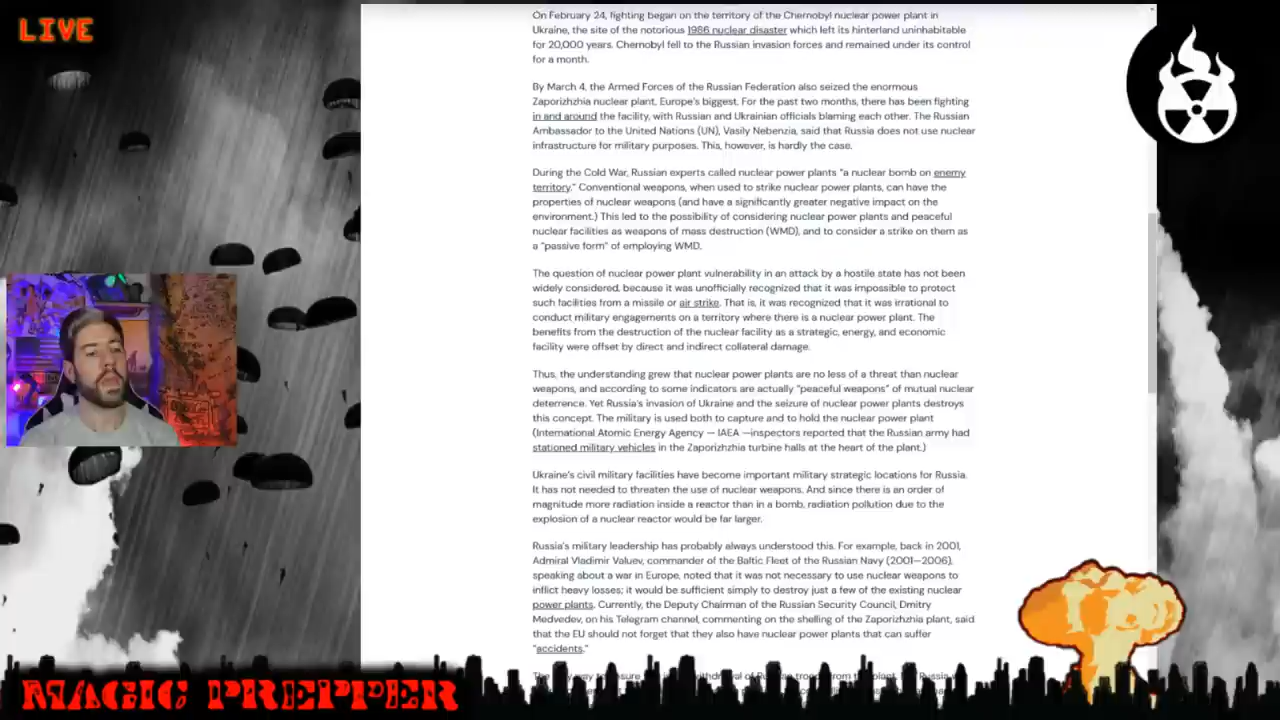 LIVE
On February 24, fighting began on the territory of the Chernobyl nuclear power plant in
Ukraine, the site of the notorious 1986 nuclear disaster which left its hinterland uninhabitable
for 20,000 years. Chernobyl fell to the Russian invasion forces and remained under its control
for a month.
By March 4, the Armed Forces of the Russian Federation also seized the enormous
Zaporizhzhia nuclear plant, Europe's biggest. For the past two months, there has been fighting
in and around the facility, with Russian and Ukrainian officials blaming each other. The Russian
Ambassador to the United Nations (UN), Vasily Nebenzia, said that Russia does not use nuclear
infrastructure for military purposes. This, however, is hardly the case.
During the Cold War, Russian experts called nuclear power plants "a nuclear bomb on enemy
territory." Conventional weapons, when used to strike nuclear power plants, can have the
properties of nuclear weapons (and have a significantly greater negative impact on the
environment.) This led to the possibility of considering nuclear power plants and peaceful
nuclear facilities as weapons of mass destruction (WMD), and to consider a strike on them as
a "passive form" of employing WMD.
The question of nuclear power plant vulnerability in an attack by a hostile state has not been
widely considered, because it was unofficially recognized that it was impossible to protect
such facilities from a missile or air strike. That is, it was recognized that it was irrational to
conduct military engagements on a territory where there is a nuclear power plant. The
benefits from the destruction of the nuclear facility as a strategic, energy, and economic
facility were offset by direct and indirect collateral damage.
Thus, the understanding grew that nuclear power plants are no less of a threat than nuclear
weapons, and according to some indicators are actually "peaceful weapons" of mutual nuclear
deterrence. Yet Russia's invasion of Ukraine and the seizure of nuclear power plants destroys
this concept. The military is used both to capture and to hold the nuclear power plant
(International Atomic Energy Agency — IAEA —inspectors reported that the Russian army had
stationed military vehicles in the Zaporizhzhia turbine halls at the heart of the plant.)
Ukraine's civil military facilities have become important military strategic locations for Russia.
It has not needed to threaten the use of nuclear weapons. And since there is an order of
magnitude more radiation inside a reactor than in a bomb, radiation pollution due to the
explosion of a nuclear reactor would be far larger.
Russia's military leadership has probably always understood this. For example, back in 2001,
Admiral Vladimir Valuev, commander of the Baltic Fleet of the Russian Navy (2001—2006),
speaking about a war in Europe, noted that it was not necessary to use nuclear weapons to
inflict heavy losses; it would be sufficient simply to destroy just a few of the existing nuclear
power plants. Currently, the Deputy Chairman of the Russian Security Council, Dmitry
Medvedev, on his Telegram channel, commenting on the shelling of the Zaporizhzhia plant, said
that the EU should not forget that they also have nuclear power plants that can suffer
"accidents."
MAGIC PREPPER